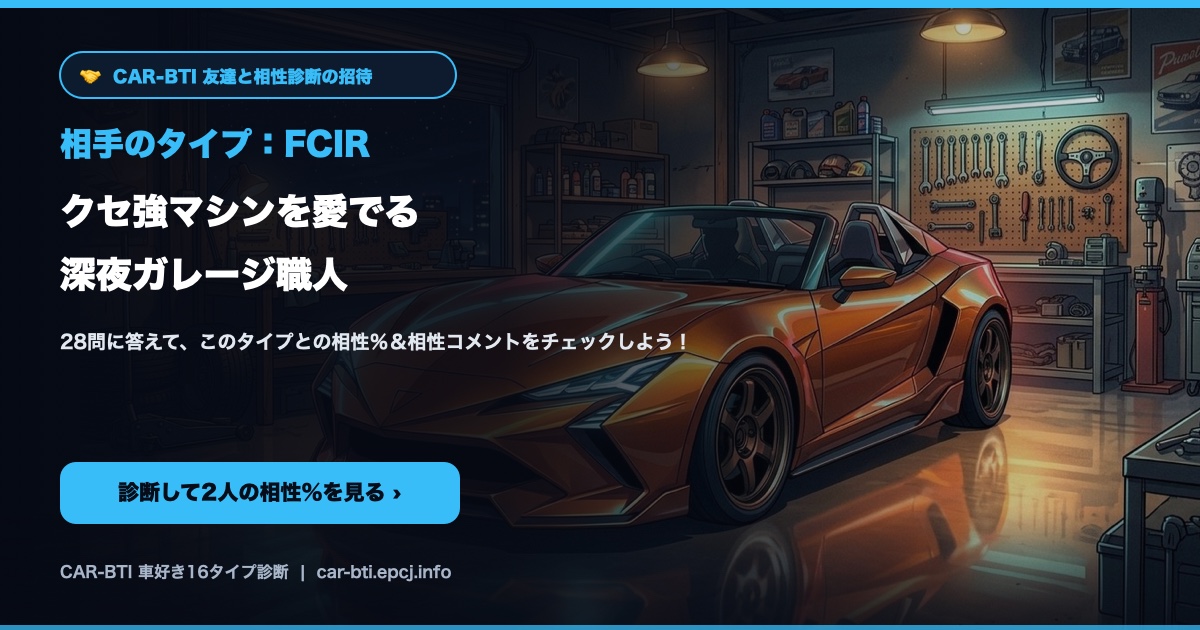 CAR-BTI 友達と相性診断の招待
相手のタイプ：FCIR
クセ強マシンを愛でる
深夜ガレージ職人
28問に答えて、このタイプとの相性%＆相性コメントをチェックしよう！
診断して2人の相性%を見る ›
CAR-BTI 車好き16タイプ診断 | car-bti.epcj.info